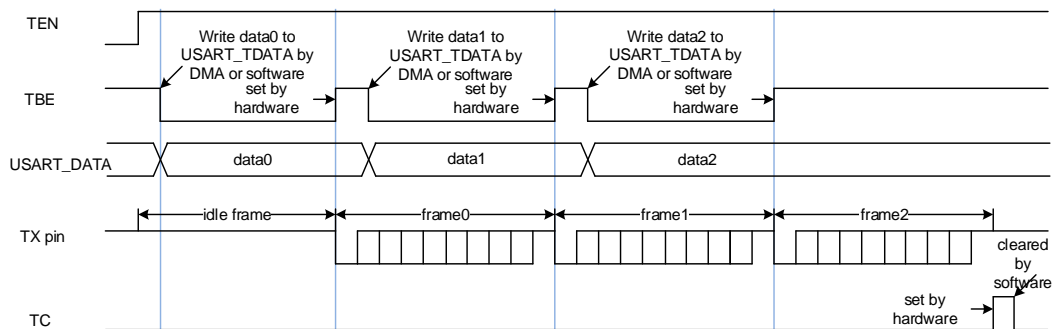 TEN
Write data0 to
USART_TDATA by
DMA or software
Write data1 to
USART_TDATA by
DMA or software
Write data2 to
USART_TDATA by
DMA or software
TBE
set by
hardware
set by
hardware
set by
hardware
USART_DATA
data0
data1
data2
idle frame
frame0
frame1
frame2
TX pin
cleared
by
software
set by
hardware
TC